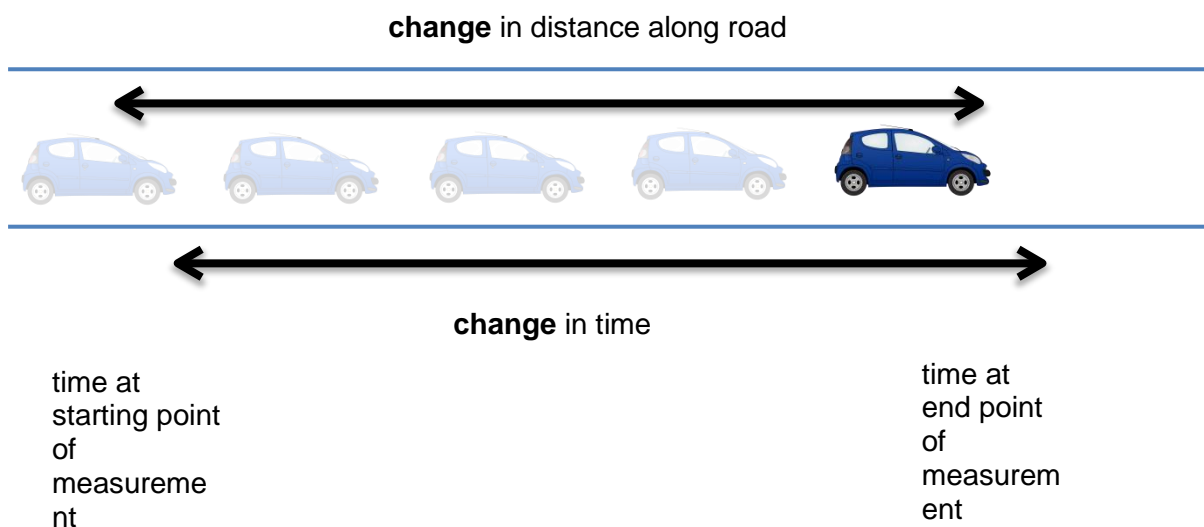 change in distance along road
change in time
time at
starting point
of
measureme
nt
time at
end point
of
measurem
ent